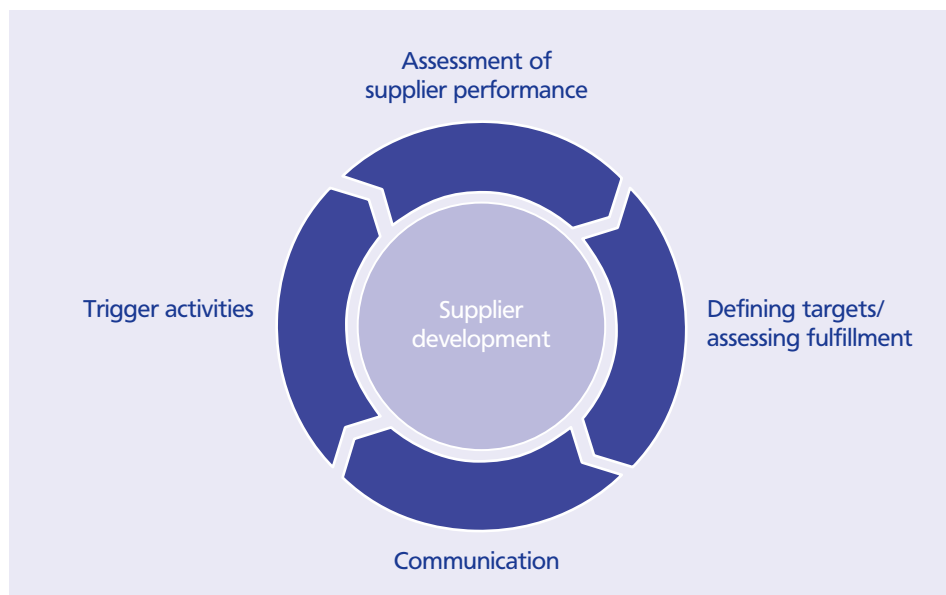 Assessment of
supplier performance
Trigger activities
Supplier
development
Defining targets/
assessing fulfillment
Communication